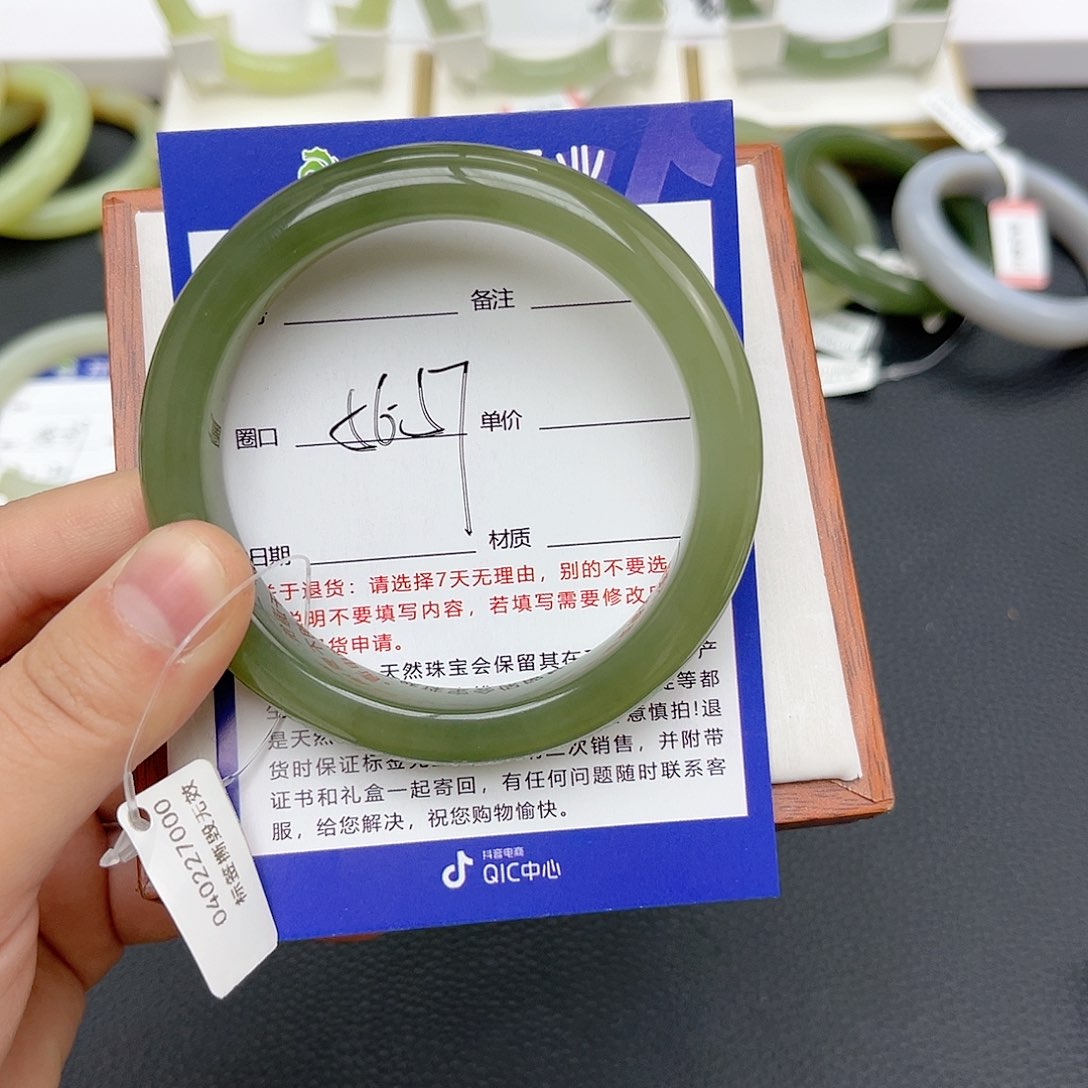 业
备注
圈口
单价
日期
材质
于退货：请选择7天无理由，别的不要选
说明不要填写内容，若填写需要修改
货申请。
天然珠宝会保留其在
产
等都
意慎拍!退
是天然
二次销售，并附带
货时保证标签
证书和礼盒一起寄回，有任何问题随时联系客
服，给您解决，祝您购物愉快。
抖音电商
QIC中心
040227000
标签撕毁无效